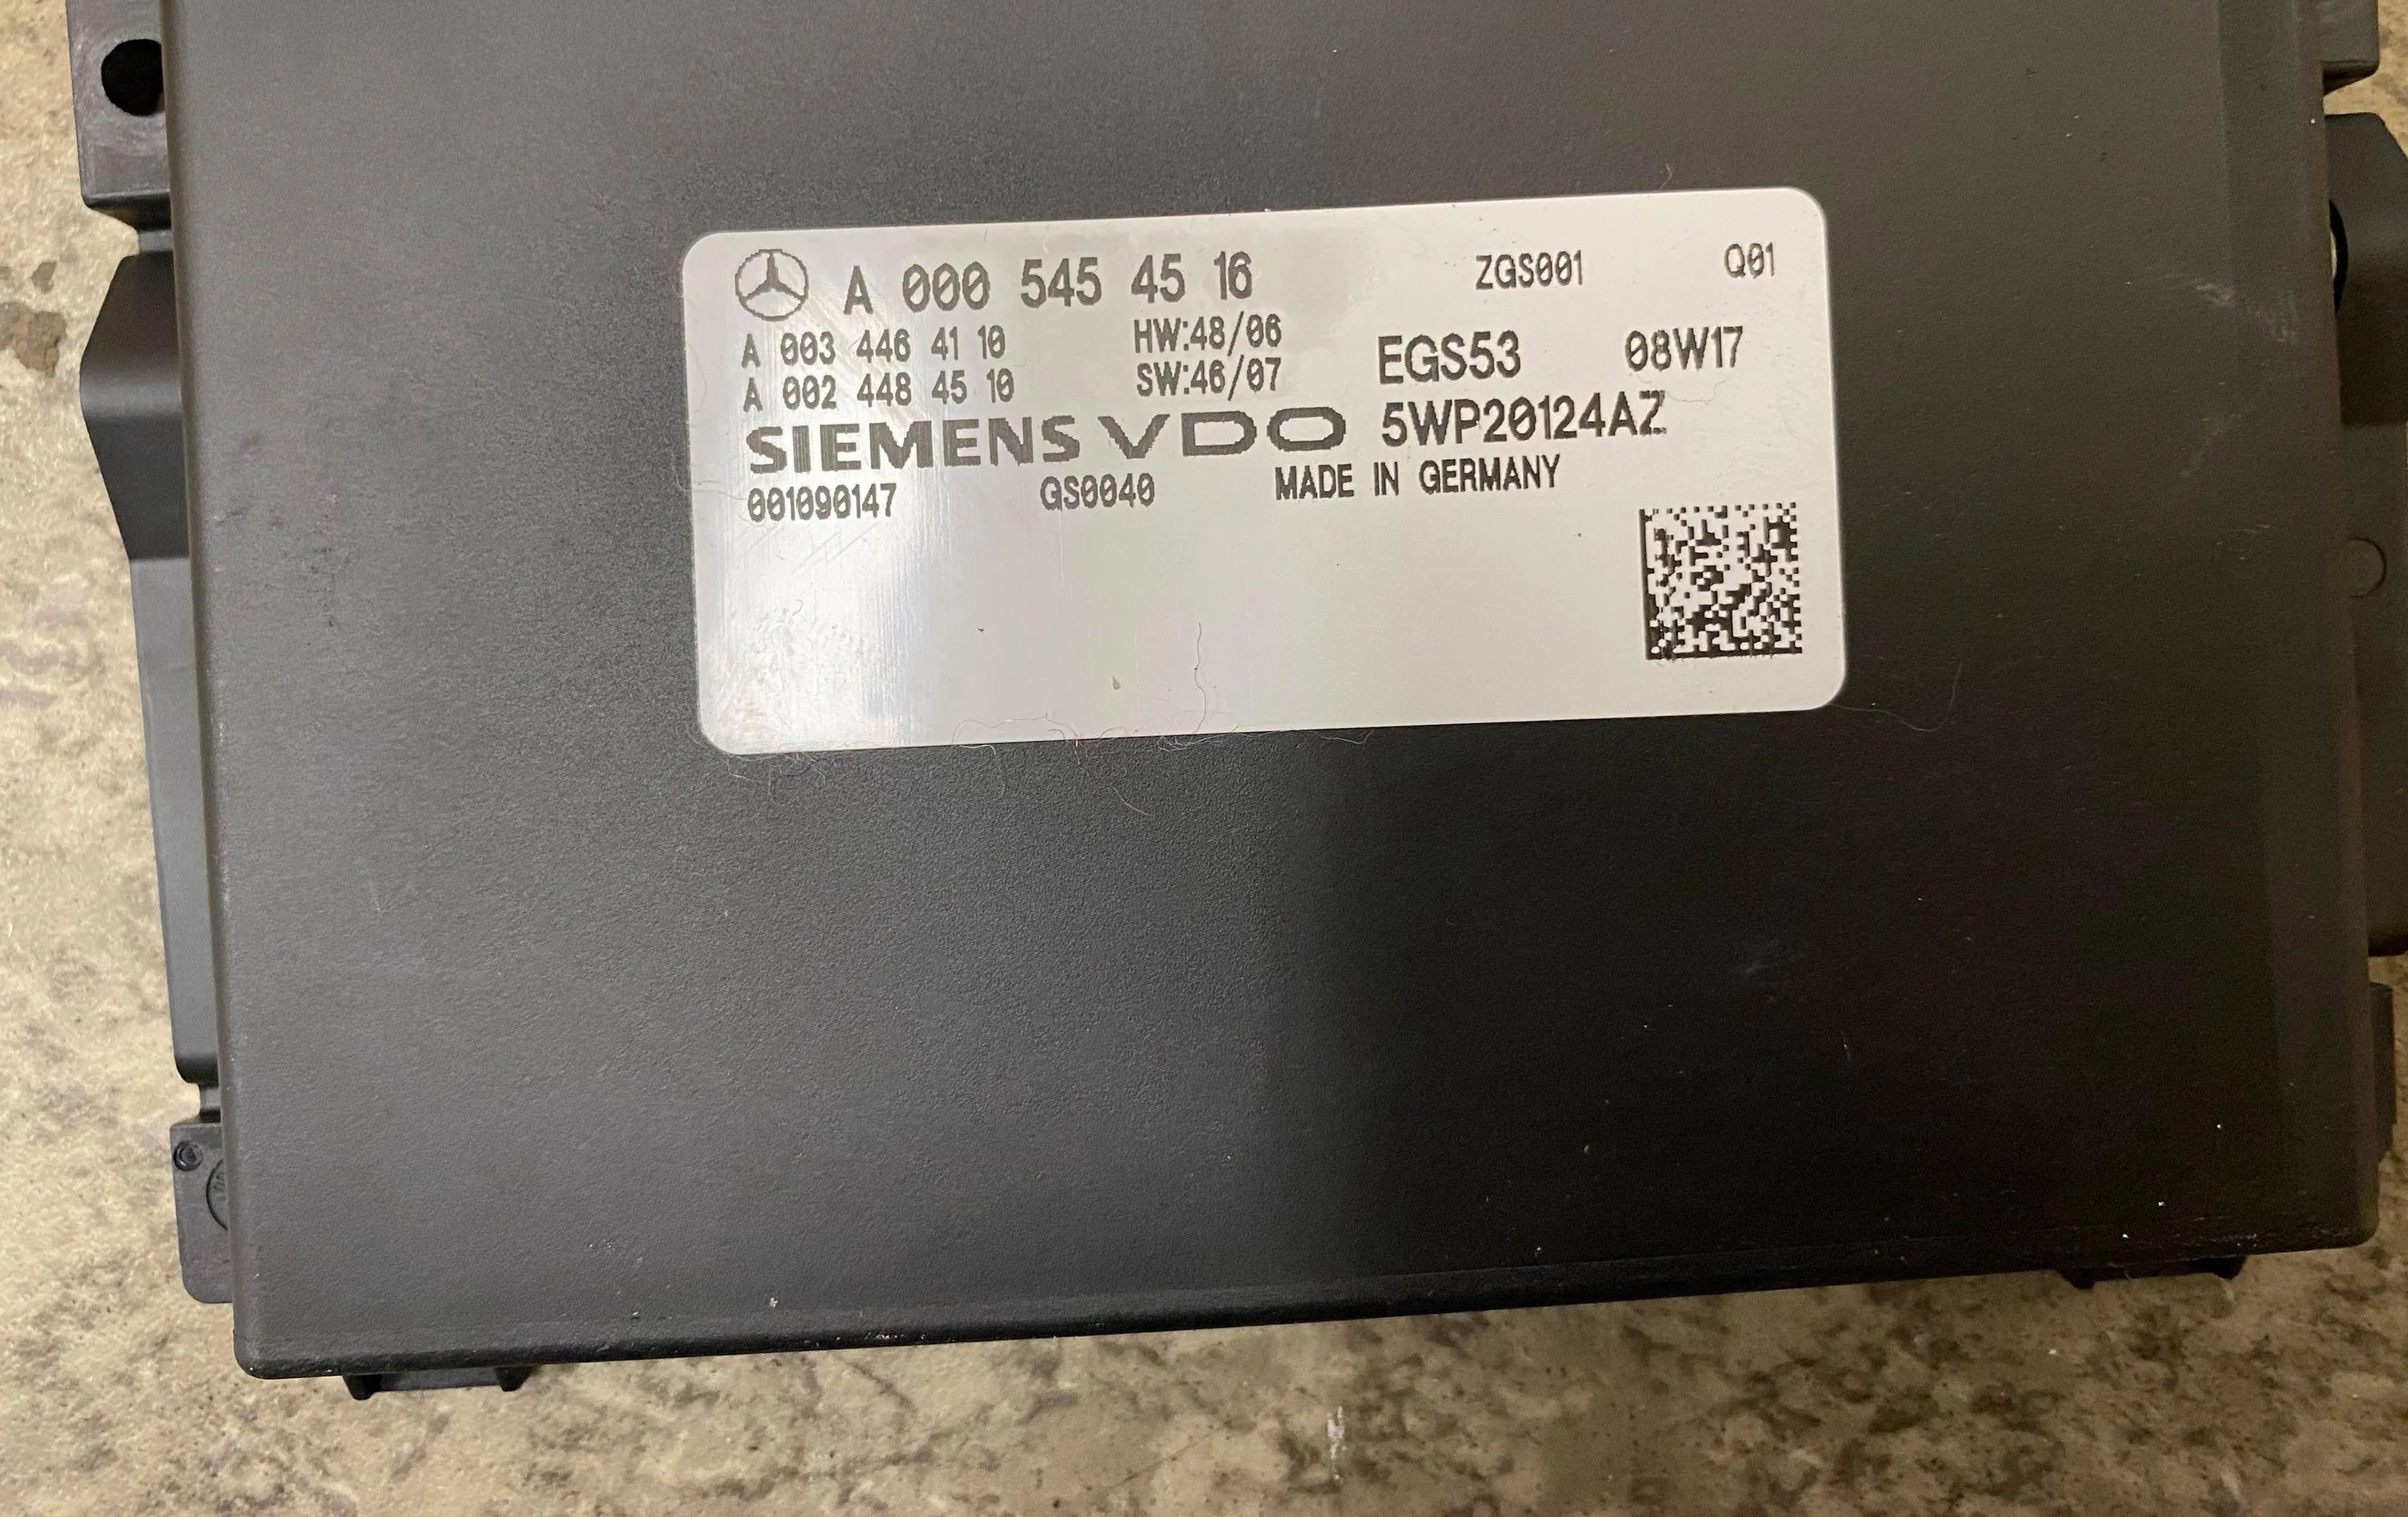 A 000 545 45 16 ZGS001 Q01
A 003 446 41 10 HW:48/06 EGS53 08W17
A 002 448 45 10 SW:46/07
SIEMENS VDO 5WP20124AZ
001090147 GS0040 MADE IN GERMANY